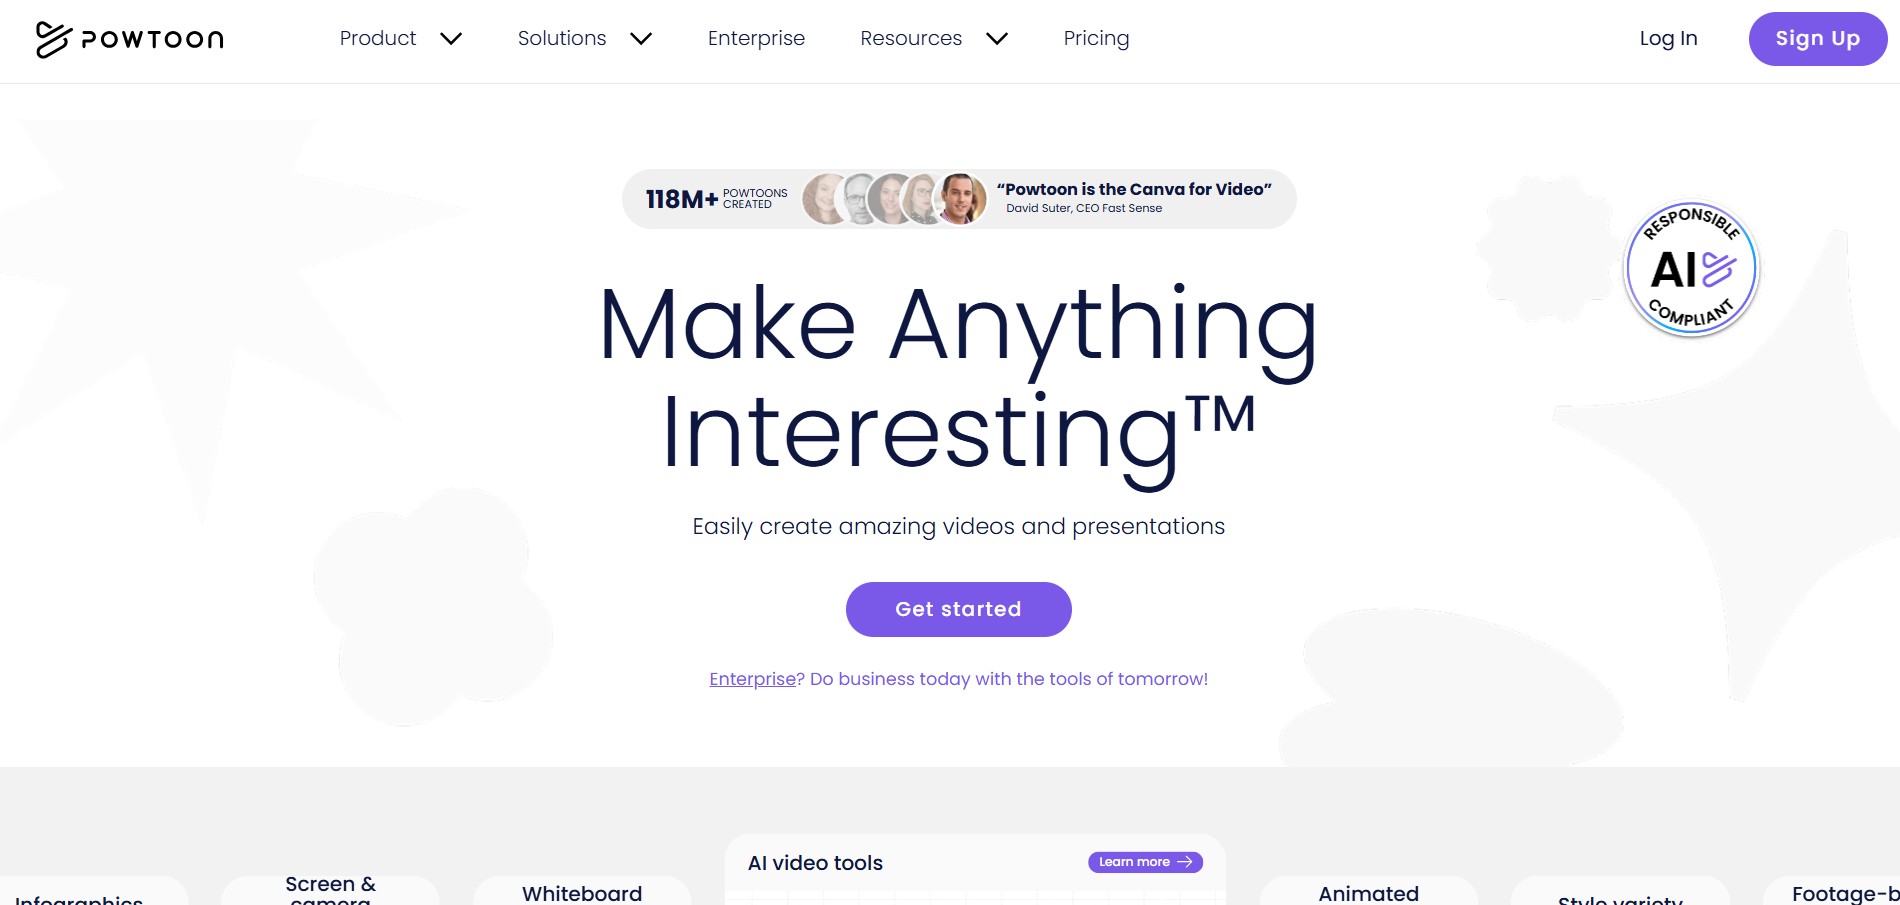 POWTOON
Product
Solutions
Enterprise
Resources
Pricing
Log In
Sign Up
118M+
POWTOONS
CREATED
“Powtoon is the Canva for Video”
David Suter, CEO Fast Sense
RESPONSIBLE
AI
COMPLIANT
Make Anything
Interesting™
Easily create amazing videos and presentations
Get started
Enterprise? Do business today with the tools of tomorrow!
Infographics
Screen &
camera
Whiteboard
AI video tools
Learn more →
Animated
Style variety
Footage-b